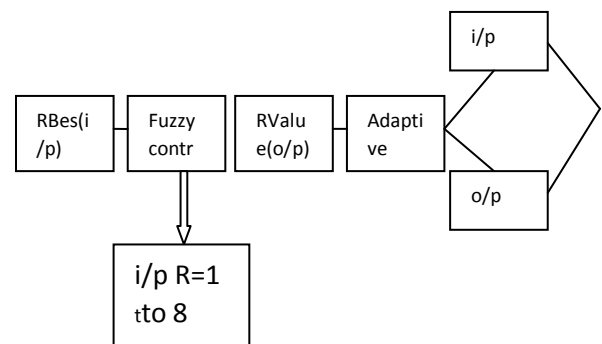 i/p
RBes(i
/p)
Fuzzy
contr
RValu
e(o/p)
Adapti
ve
o/p
i/p R=1
tto 8